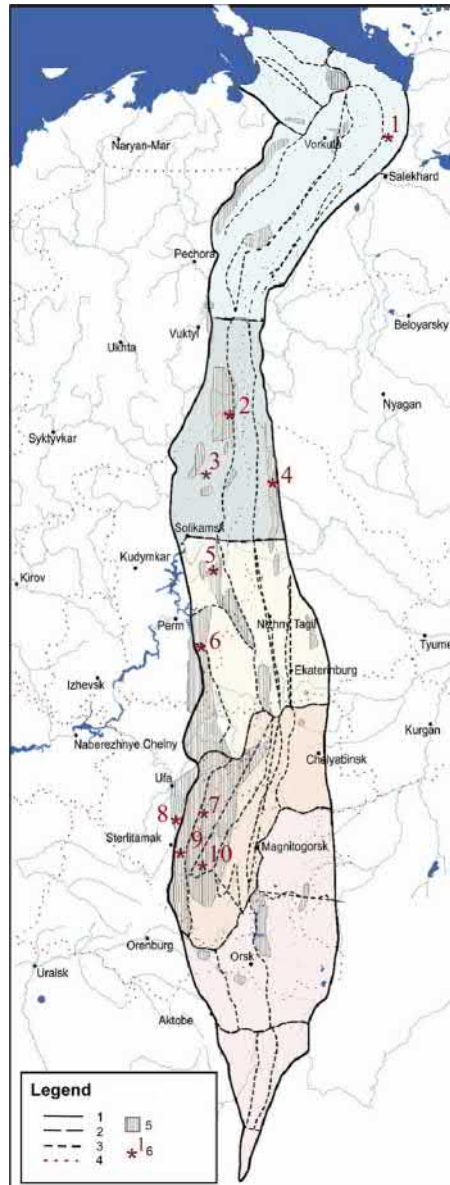 1
Naryan-Mar
Vorkuta
Salekhard
Pechora
Beloyarsky
Vuktyl
Ukhta
Nyagan
2
Syktyvkar
3
4
Solikamsk
Kudymkar
5
Kirov
Perm
Nizhny Tagil
6
Tyume
Izhevsk
Ekaterinburg
Kurgan
Naberezhnye Chelny
Chelyabinsk
Ufa
7
8
Sterlitamak
9
10
Magnitogorsk
Orenburg
Orsk
Uralsk
Aktobe
Legend
1
2
3
4
5
1
6